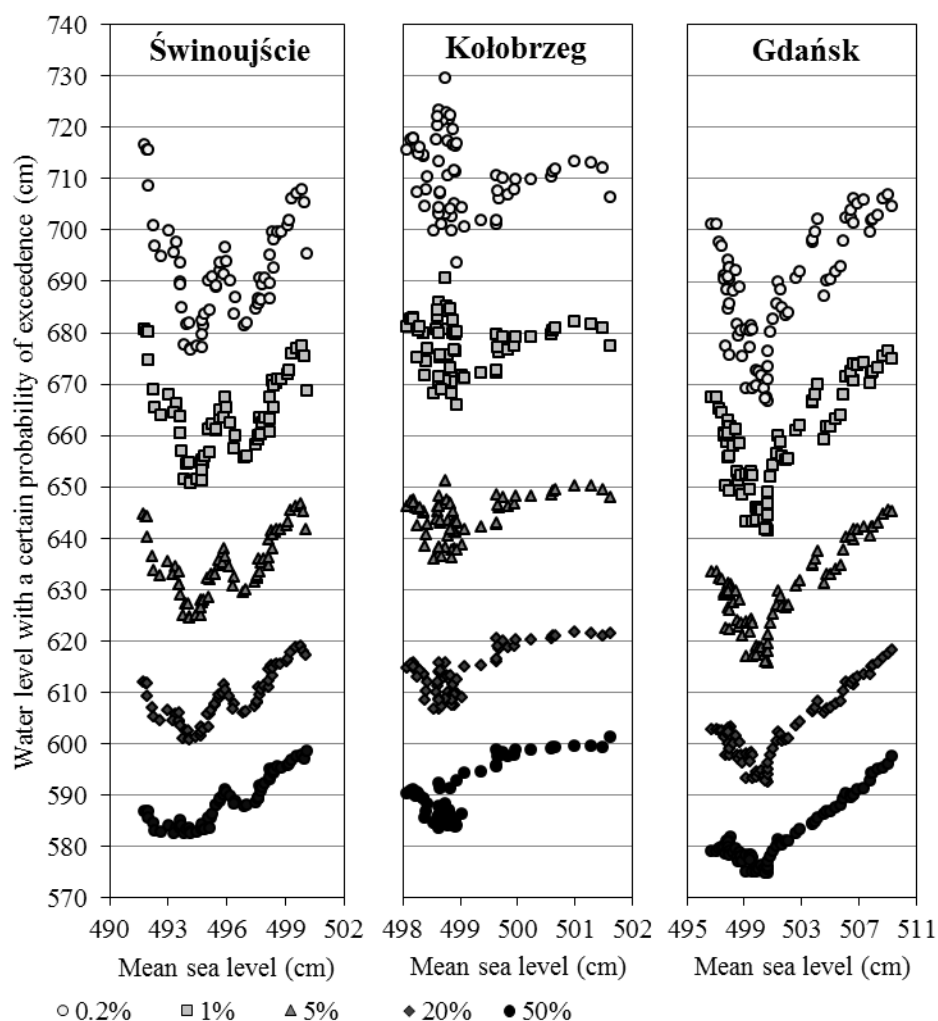 Świnoujście
Kołobrzeg
Gdańsk
Water level with a certain probability of exceedence (cm)
740
730
720
710
700
690
680
670
660
650
640
630
620
610
600
590
580
570
490 493 496 499 502
498 499 500 501 502
495 499 503 507 511
Mean sea level (cm)
Mean sea level (cm)
Mean sea level (cm)
0.2% 1% 5% 20% 50%